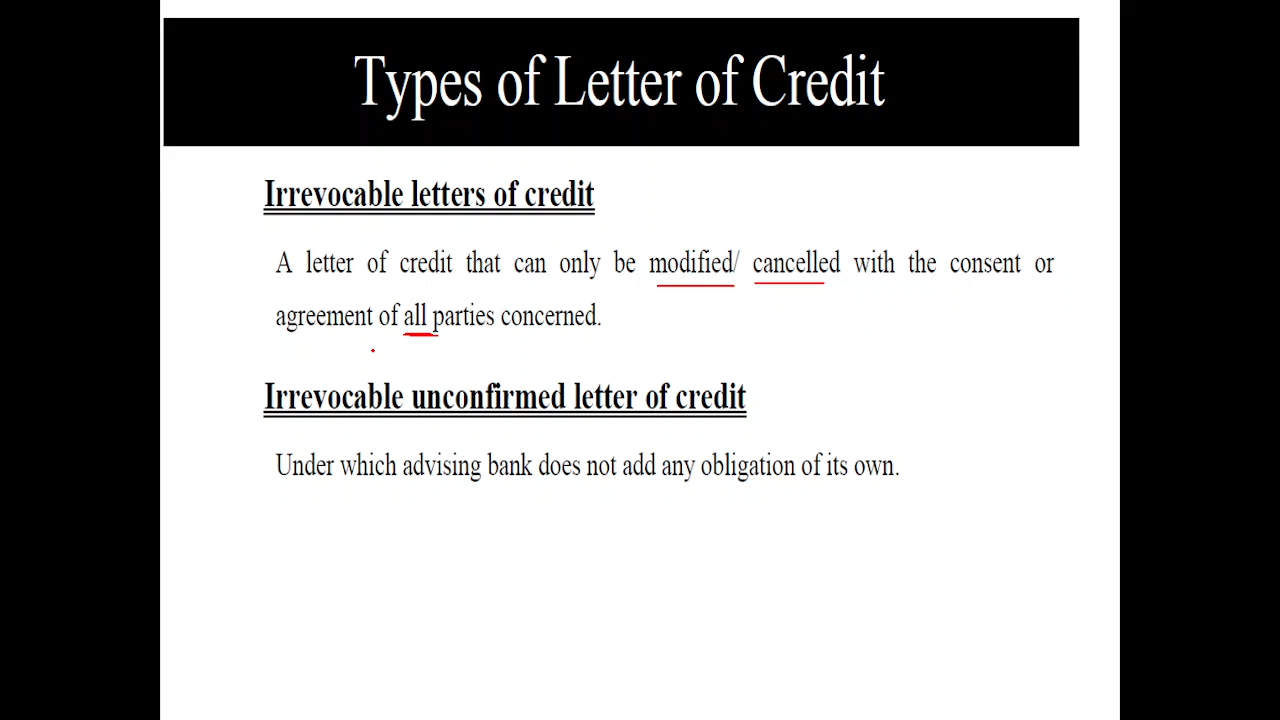 Types of Letter of Credit
Irrevocable letters of credit
A letter of credit that can only be modified/ cancelled with the consent or
agreement of all parties concerned.
Irrevocable unconfirmed letter of credit
Under which advising bank does not add any obligation of its own.